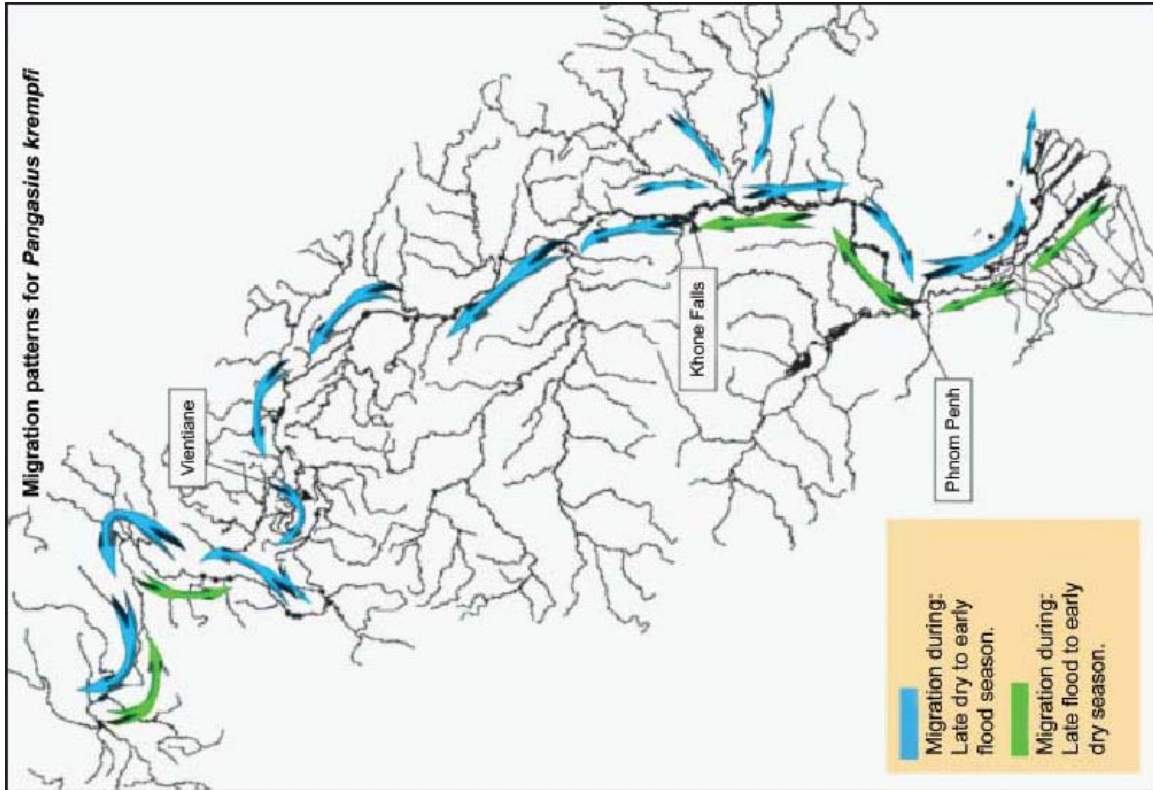 Migration patterns for Pangasius krempfi
Vientiane
Khone Falls
Phnom Penh
Migration during:
Late dry to early
flood season.
Migration during:
Late flood to early
dry season.